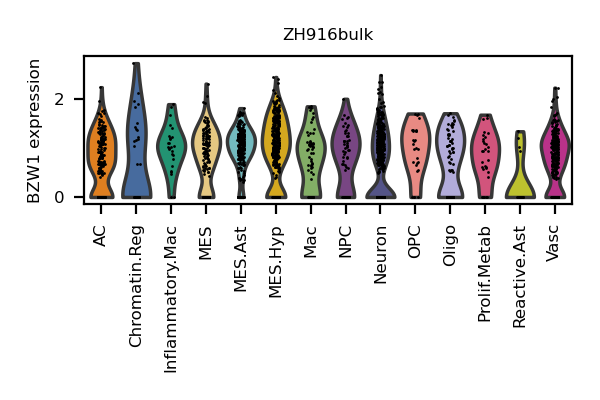 ZH916bulk
BZW1 expression
2
0
AC
Chromatin.Reg
Inflammatory.Mac
MES
MES.Ast
MES.Hyp
Mac
NPC
Neuron
OPC
Oligo
Prolif.Metab
Reactive.Ast
Vasc